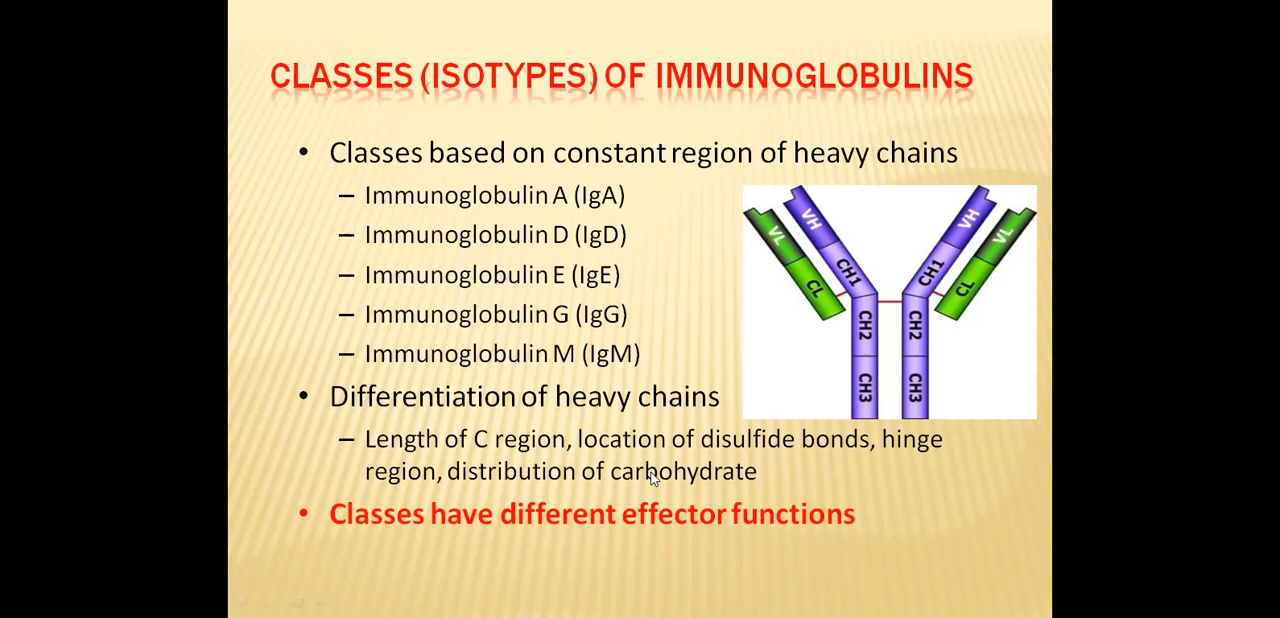 CLASSES (ISOTYPES) OF IMMUNOGLOBULINS
• Classes based on constant region of heavy chains
– Immunoglobulin A (IgA)
– Immunoglobulin D (IgD)
– Immunoglobulin E (IgE)
– Immunoglobulin G (IgG)
– Immunoglobulin M (IgM)
• Differentiation of heavy chains
– Length of C region, location of disulfide bonds, hinge
region, distribution of carbohydrate
• Classes have different effector functions
VL
VH
VH
VL
CL
CH1
CH1
CL
CH2
CH2
CH3
CH3